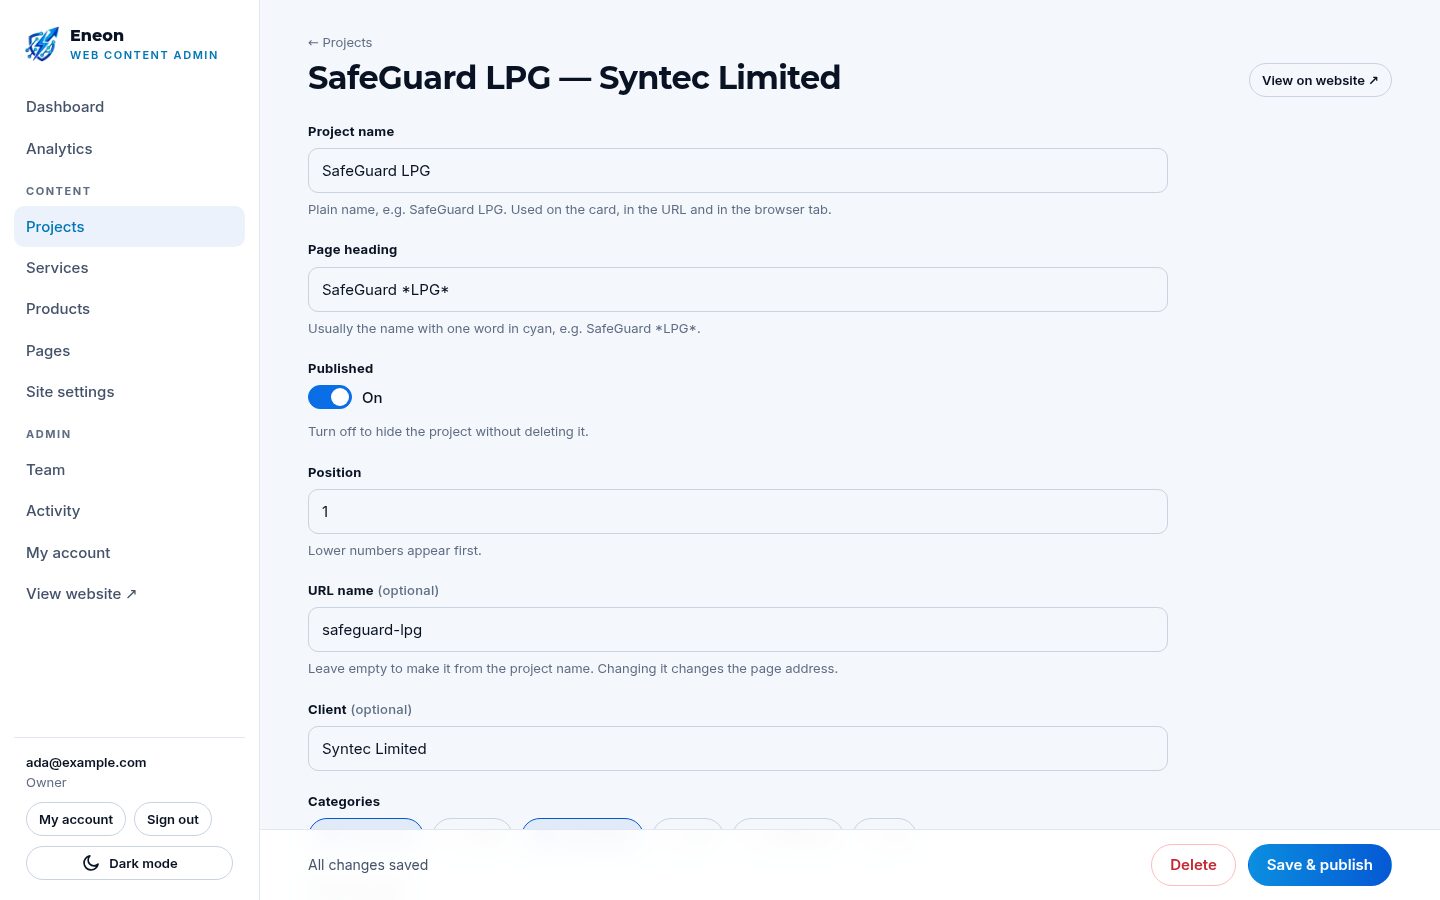 Eneon
WEB CONTENT ADMIN
Dashboard
Analytics
CONTENT
Projects
Services
Products
Pages
Site settings
ADMIN
Team
Activity
My account
View website ↗
ada@example.com
Owner
My account
Sign out
Dark mode
← Projects
SafeGuard LPG — Syntec Limited
View on website ↗
Project name
SafeGuard LPG
Plain name, e.g. SafeGuard LPG. Used on the card, in the URL and in the browser tab.
Page heading
SafeGuard *LPG*
Usually the name with one word in cyan, e.g. SafeGuard *LPG*.
Published
On
Turn off to hide the project without deleting it.
Position
1
Lower numbers appear first.
URL name (optional)
safeguard-lpg
Leave empty to make it from the project name. Changing it changes the page address.
Client (optional)
Syntec Limited
Categories
All changes saved
Delete
Save & publish